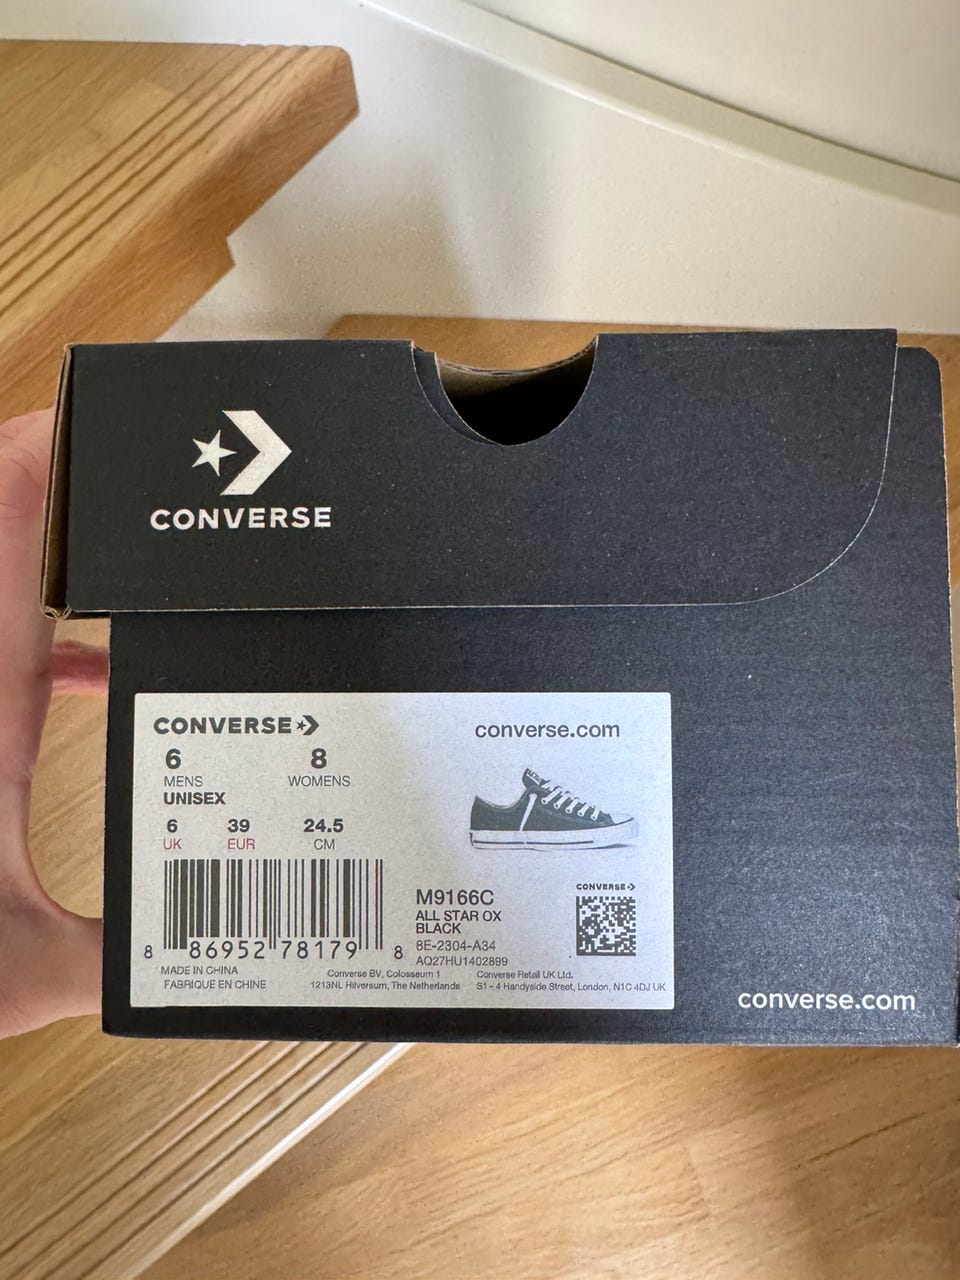 CONVERSE
CONVERSE
converse.com
6 8
MENS WOMENS
UNISEX
6 39 24.5
UK EUR CM
8 86952 78179 8
M9166C
ALL STAR OX
BLACK
8E-2304-A34
AQ27HU1402899
CONVERSE
MADE IN CHINA
FABRIQUE EN CHINE
Converse BV, Colosseum 1
1213NL Hilversum, The Netherlands
Converse Retail UK Ltd.
S1 - 4 Handyside Street, London, N1C 4DJ UK
converse.com